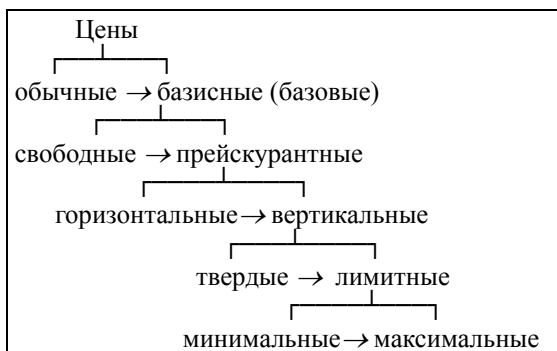 Цены
обычные → базисные (базовые)
свободные → прейскурантные
горизонтальные → вертикальные
твердые → лимитные
минимальные → максимальные